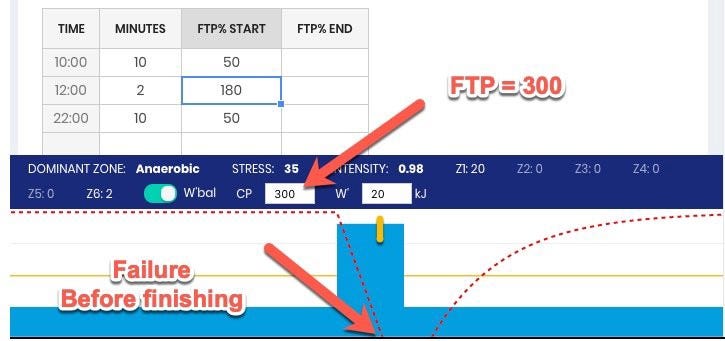 TIME MINUTES FTP% START FTP% END
10:00 10 50
FTP = 300
12:00 2 180
22:00 10 50
DOMINANT ZONE: Anaerobic STRESS: 35 NTENSITY: 0.98 Z1: 20 Z2: 0 Z3: 0 Z4: 0
Z5: 0 Z6: 2 W'bal CP 300 W' 20 kJ
Failure
Before finishing